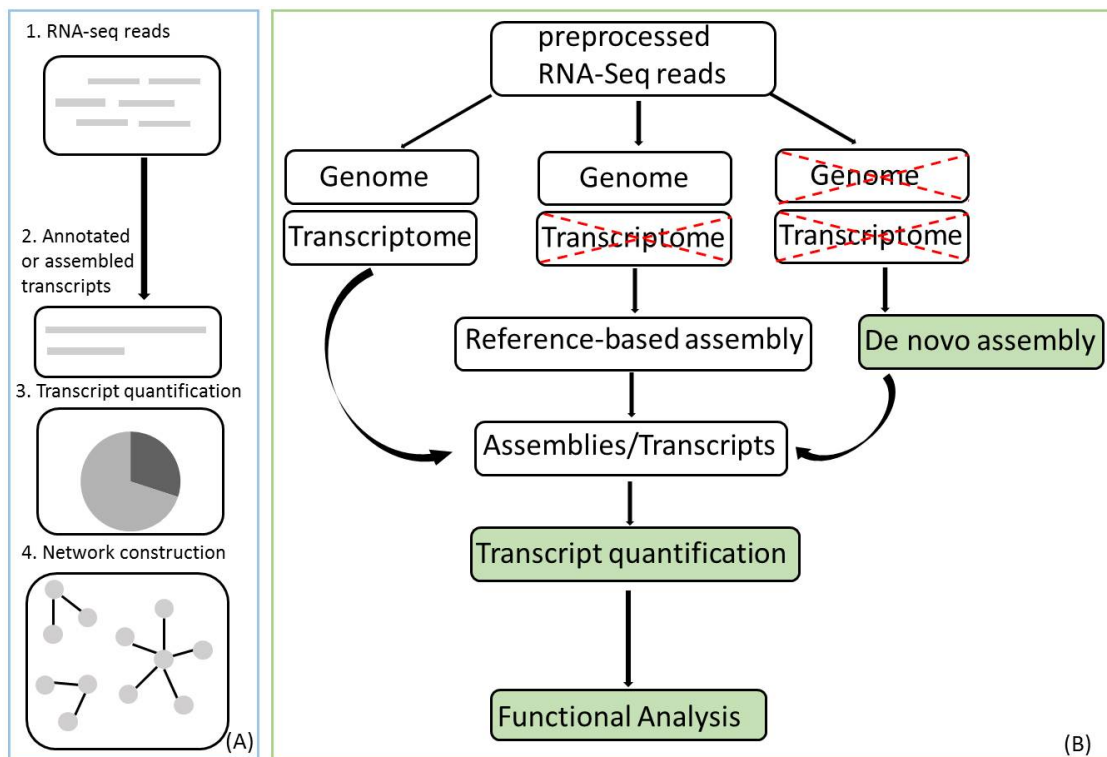 1. RNA-seq reads
2. Annotated
or assembled
transcripts
3. Transcript quantification
4. Network construction
(A)
preprocessed
RNA-Seq reads
Genome
Transcriptome
Genome
Transcriptome
Genome
Transcriptome
Reference-based assembly
De novo assembly
Assemblies/Transcripts
Transcript quantification
Functional Analysis
(B)